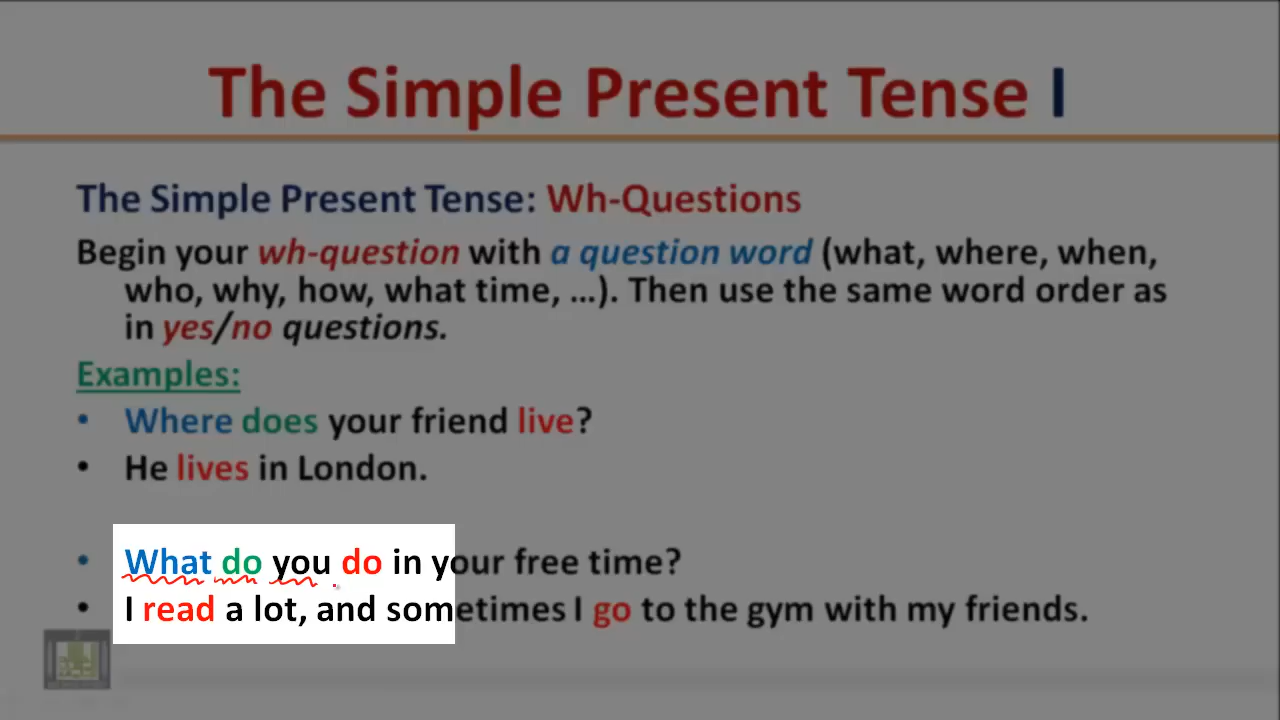 The Simple Present Tense I
The Simple Present Tense: Wh-Questions
Begin your wh-question with a question word (what, where, when,
who, why, how, what time, ...). Then use the same word order as
in yes/no questions.
Examples:
• Where does your friend live?
• He lives in London.
• What do you do in your free time?
• I read a lot, and sometimes I go to the gym with my friends.